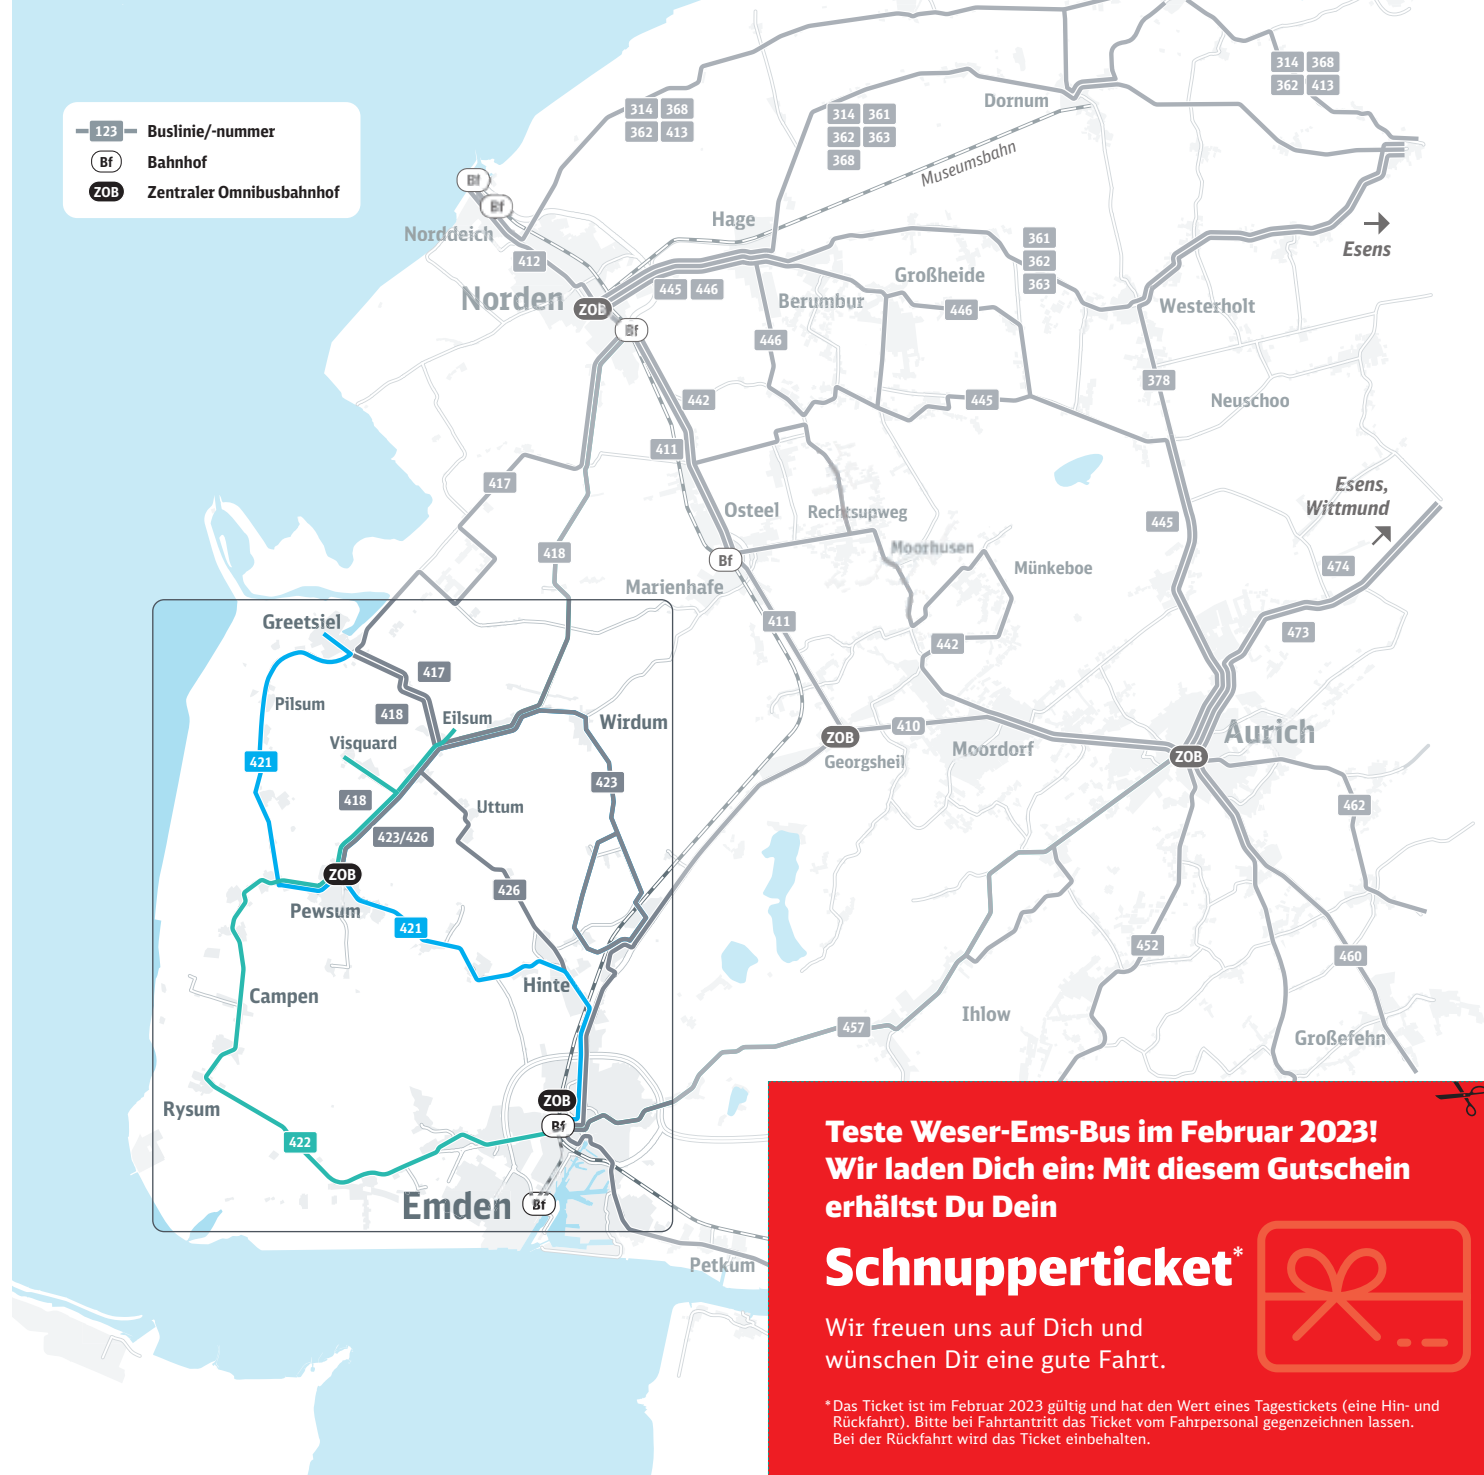 123 Buslinie/-nummer
Bf Bahnhof
ZOB Zentraler Omnibusbahnhof
314 368
362 413
314 361
362 363
368
Dornum
314 368
362 413
Museumsbahn
Bf
Bf
Norddeich
412
Hage
Norden
ZOB
Bf
445 446
Berumbur
Großheide
361
362
363
446
446
Westerholt
Esens
378
Neuschoo
442
445
411
417
Osteel
Rechtsupweg
445
Esens,
Wittmund
474
418
Bf
Marienhafe
Moorhusen
Münkeboe
411
442
473
Greetsiel
417
Pilsum
418
Eilsum
Visquard
Wirdum
421
ZOB
Georgsheil
410
Moordorf
Aurich
ZOB
418
423
Uttum
423/426
462
ZOB
Pewsum
426
421
452
460
Hinte
Campen
457
Ihlow
Großefehn
Rysum
422
ZOB
Bf
Emden
Bf
Petkum
Teste Weser-Ems-Bus im Februar 2023!
Wir laden Dich ein: Mit diesem Gutschein
erhältst Du Dein
Schnupperticket*
Wir freuen uns auf Dich und
wünschen Dir eine gute Fahrt.
*Das Ticket ist im Februar 2023 gültig und hat den Wert eines Tagestickets (eine Hin- und
Rückfahrt). Bitte bei Fahrtantritt das Ticket vom Fahrpersonal gegenzeichnen lassen.
Bei der Rückfahrt wird das Ticket einbehalten.